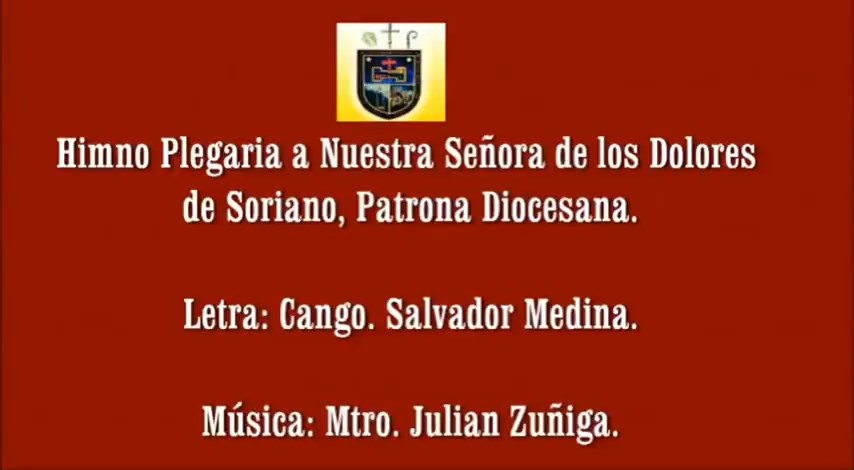 Himno Plegaria a Nuestra Señora de los Dolores
de Soriano, Patrona Diocesana.
Letra: Cango. Salvador Medina.
Música: Mtro. Julian Zuñiga.